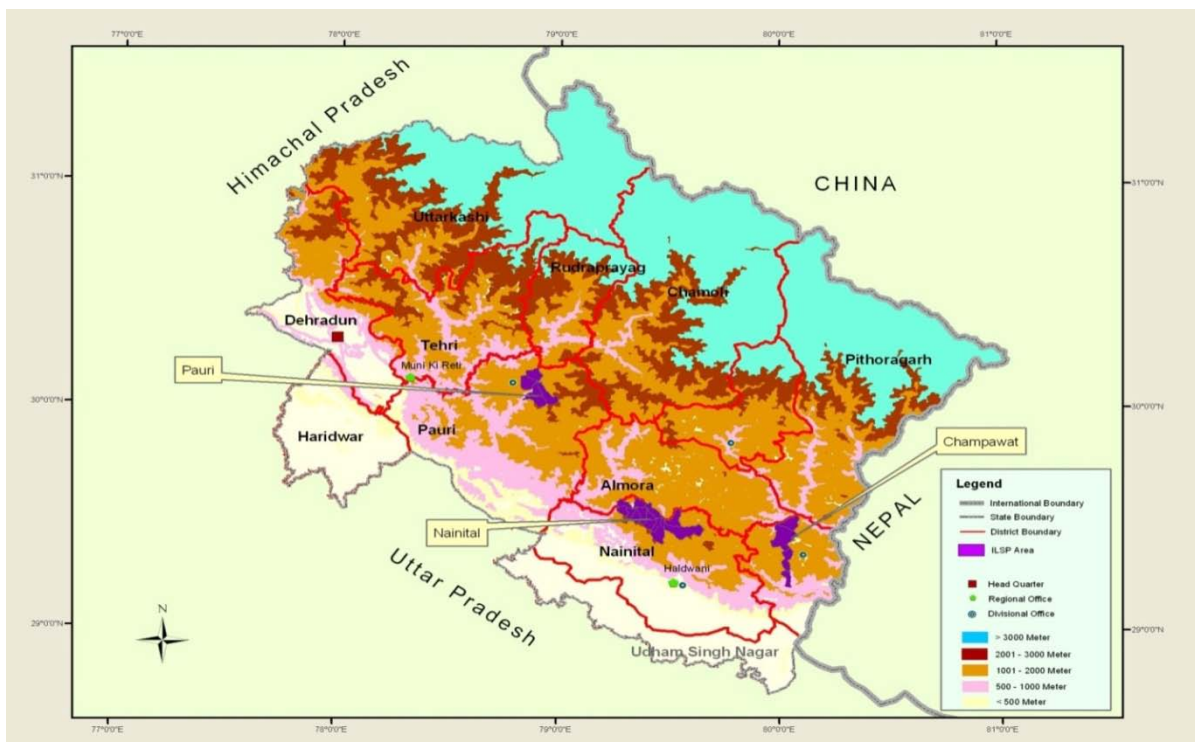 77°0'0"E 78°0'0"E 79°0'0"E 80°0'0"E 81°0'0"E
Himachal Pradesh
31°0'0"N
31°0'0"N
CHINA
Uttarkashi
Rudraprayag
Chamoli
Dehradun
Tehri
Pithoragarh
Muni Ki Reti
Pauri
30°0'0"N
30°0'0"N
Haridwar
Pauri
Champawat
Almora
Nainital
Nainital
NEPAL
Haldwani
Uttar Pradesh
N
29°0'0"N
29°0'0"N
Udham Singh Nagar
Legend
International Boundary
State Boundary
District Boundary
ILSP Area
Head Quarter
Regional Office
Divisional Office
> 3000 Meter
2001 - 3000 Meter
1001 - 2000 Meter
500 - 1000 Meter
< 500 Meter
77°0'0"E 78°0'0"E 79°0'0"E 80°0'0"E 81°0'0"E